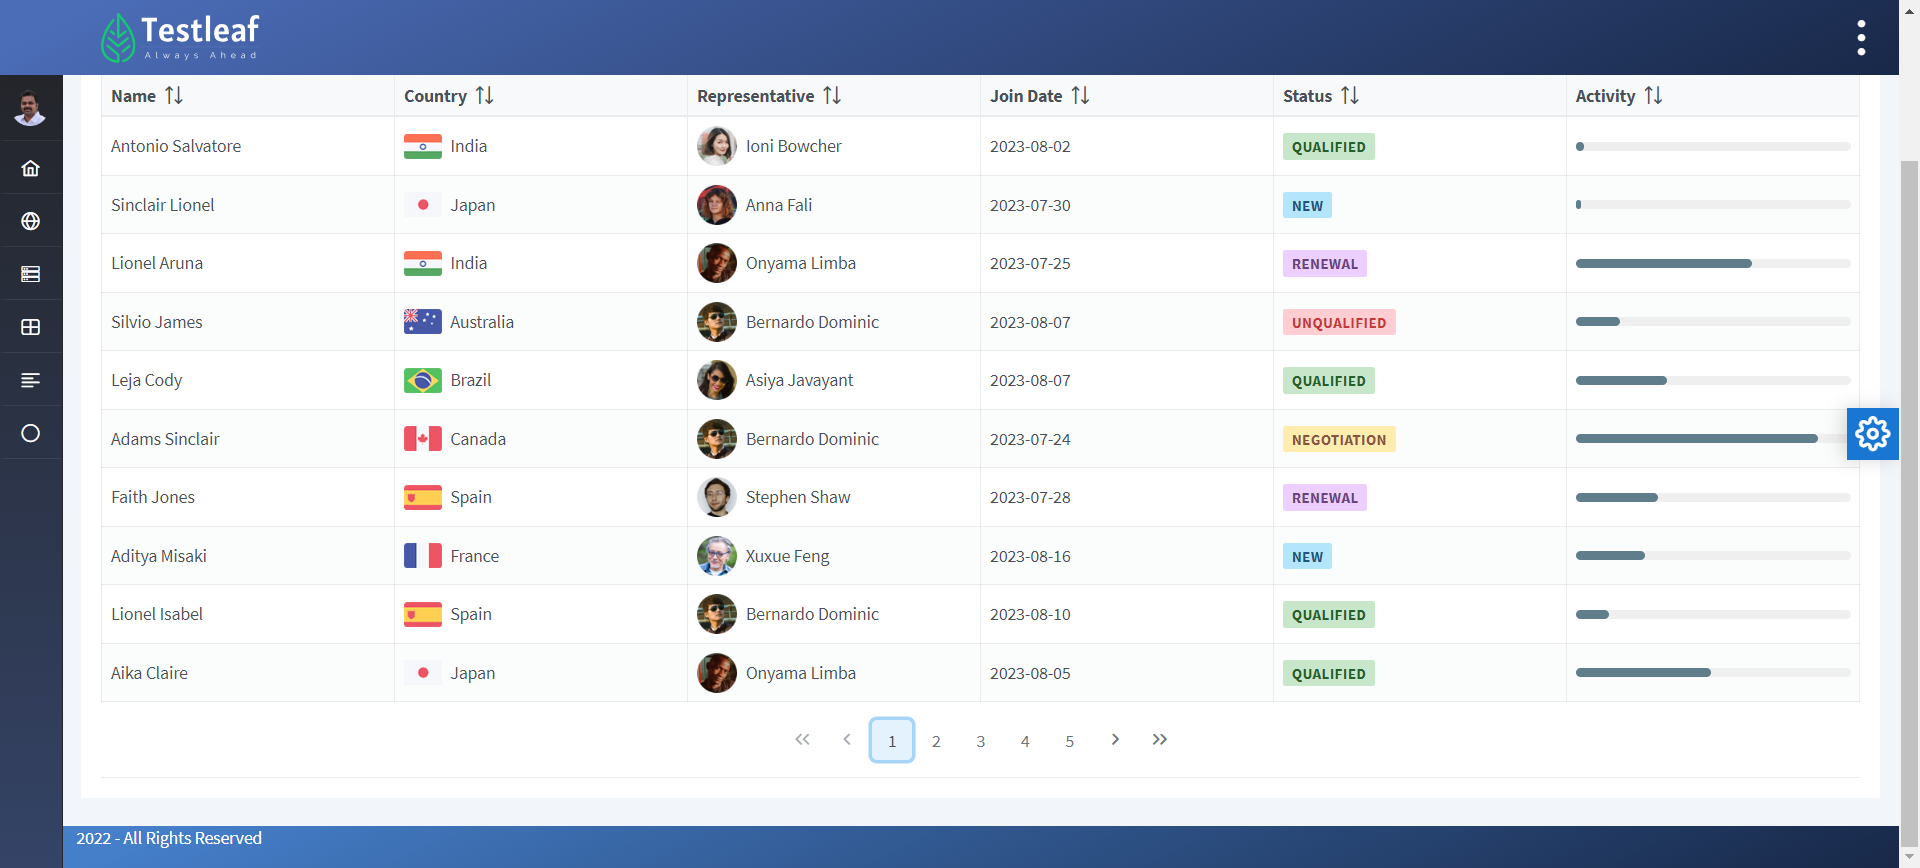 Testleaf
Always Ahead
Name Country Representative Join Date Status Activity
Antonio Salvatore India Ioni Bowcher 2023-08-02 QUALIFIED
Sinclair Lionel Japan Anna Fali 2023-07-30 NEW
Lionel Aruna India Onyama Limba 2023-07-25 RENEWAL
Silvio James Australia Bernardo Dominic 2023-08-07 UNQUALIFIED
Leja Cody Brazil Asiya Javayant 2023-08-07 QUALIFIED
Adams Sinclair Canada Bernardo Dominic 2023-07-24 NEGOTIATION
Faith Jones Spain Stephen Shaw 2023-07-28 RENEWAL
Aditya Misaki France Xuxue Feng 2023-08-16 NEW
Lionel Isabel Spain Bernardo Dominic 2023-08-10 QUALIFIED
Aika Claire Japan Onyama Limba 2023-08-05 QUALIFIED
1 2 3 4 5
2022 - All Rights Reserved